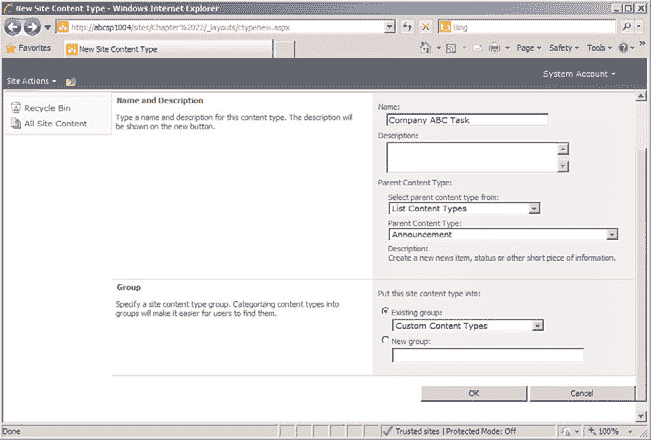 New Site Content Type - Windows Internet Explorer
http://abcsp1004/sites/Chapter%2022/_layouts/ctypenew.aspx
Bing
Favorites
New Site Content Type
Page
Safety
Tools
Site Actions
System Account
Recycle Bin
All Site Content
Name and Description
Type a name and description for this content type. The description will
be shown on the new button.
Name:
Company ABC Task
Description:
Parent Content Type:
Select parent content type from:
List Content Types
Parent Content Type:
Announcement
Description:
Create a new news item, status or other short piece of information.
Group
Specify a site content type group. Categorizing content types into
groups will make it easier for users to find them.
Put this site content type into:
Existing group:
Custom Content Types
New group:
OK
Cancel
Done
Trusted sites | Protected Mode: Off
100%